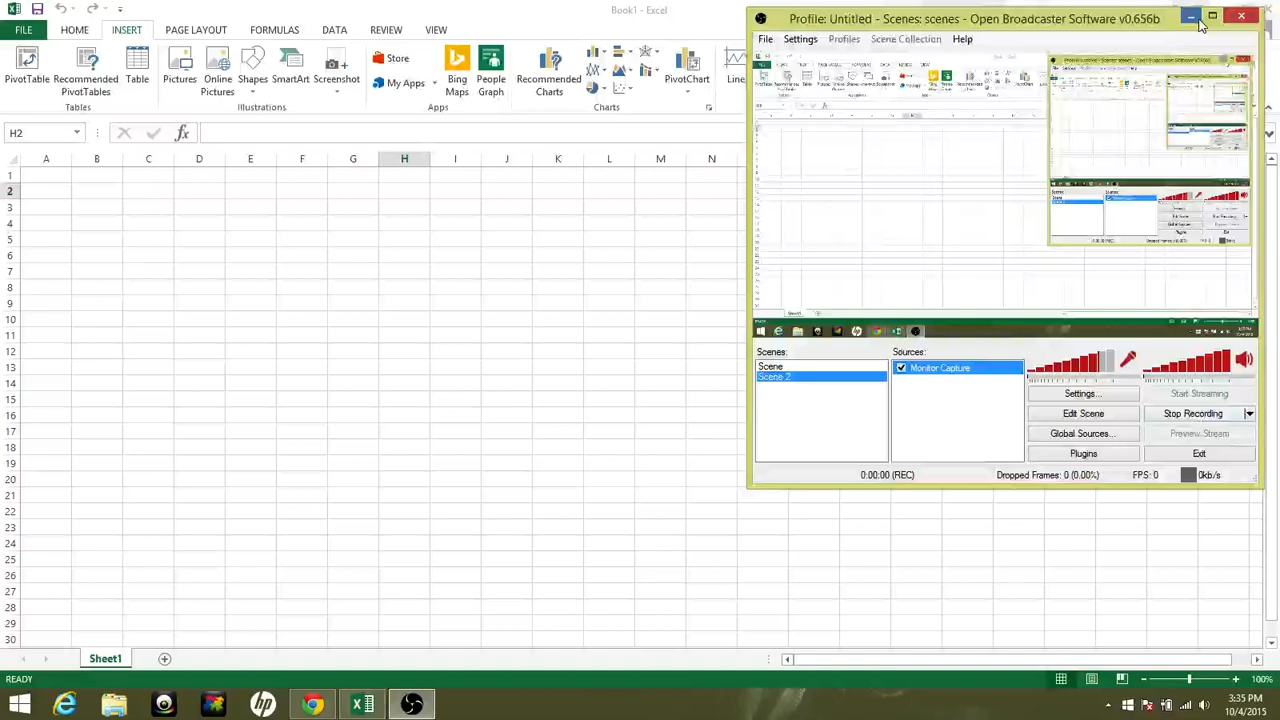 Book1 - Excel
FILE HOME INSERT PAGE LAYOUT FORMULAS DATA REVIEW VIEW
PivotTable
Recommended PivotTables
Table
Pictures
Online Pictures
Shapes
SmartArt
Screenshot
Store
My Apps
Bing Maps
People Graph
Recommended Charts
PivotChart
Line
Tables
Illustrations
Apps
Charts
H2
fx
A C D E F G H I J K L M N
1
2
3
4
5
6
7
8
9
10
11
12
13
14
15
16
17
18
19
20
21
22
23
24
25
26
27
28
29
30
Sheet1
READY
100%
Profile: Untitled - Scenes: scenes - Open Broadcaster Software v0.656b
File Settings Profiles Scene Collection Help
Scenes:
Scene
Scene 2
Sources:
Monitor Capture
Settings...
Start Streaming
Edit Scene
Stop Recording
Global Sources...
Preview Stream
Plugins
Exit
0:00:00 (REC)
Dropped Frames: 0 (0.00%)
FPS: 0
0kb/s
3:35 PM
10/4/2015